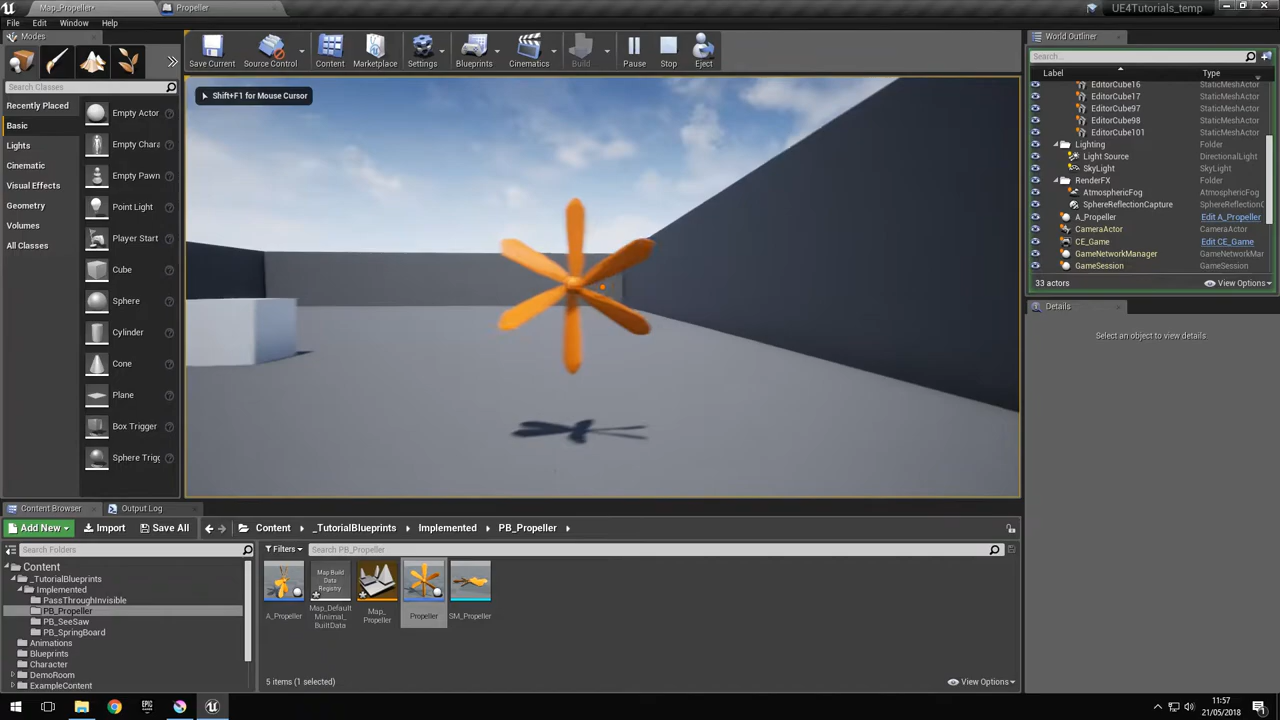 Map_Propeller•
Propeller
UE4Tutorials_temp
File Edit Window Help
Modes
Search Classes
Recently Placed
Basic
Lights
Cinematic
Visual Effects
Geometry
Volumes
All Classes
Empty Actor
Empty Chara
Empty Pawn
Point Light
Player Start
Cube
Sphere
Cylinder
Cone
Plane
Box Trigger
Sphere Trigg
Save Current
Source Control
Content
Marketplace
Settings
Blueprints
Cinematics
Build
Pause
Stop
Eject
Shift+F1 for Mouse Cursor
World Outliner
Search...
Label Type
EditorCube16 StaticMeshActor
EditorCube17 StaticMeshActor
EditorCube97 StaticMeshActor
EditorCube98 StaticMeshActor
EditorCube101 StaticMeshActor
Lighting Folder
Light Source DirectionalLight
SkyLight SkyLight
RenderFX Folder
AtmosphericFog AtmosphericFog
SphereReflectionCapture SphereReflectionC
A_Propeller Edit A_Propeller
CameraActor CameraActor
CE_Game Edit CE_Game
GameNetworkManager GameNetworkMar
GameSession GameSession
33 actors View Options
Details
Select an object to view details.
Content Browser
Output Log
Add New Import Save All Content _TutorialBlueprints Implemented PB_Propeller
Search Folders
Filters Search PB_Propeller
Content
_TutorialBlueprints
Implemented
PassThroughInvisible
PB_Propeller
PB_SeeSaw
PB_SpringBoard
Animations
Blueprints
Character
DemoRoom
ExampleContent
Map Build
Data
Registry
A_Propeller
Map_Default
Minimal_
BuiltData
Map_
Propeller
Propeller
SM_Propeller
5 items (1 selected) View Options
EPIC
11:57
21/05/2018